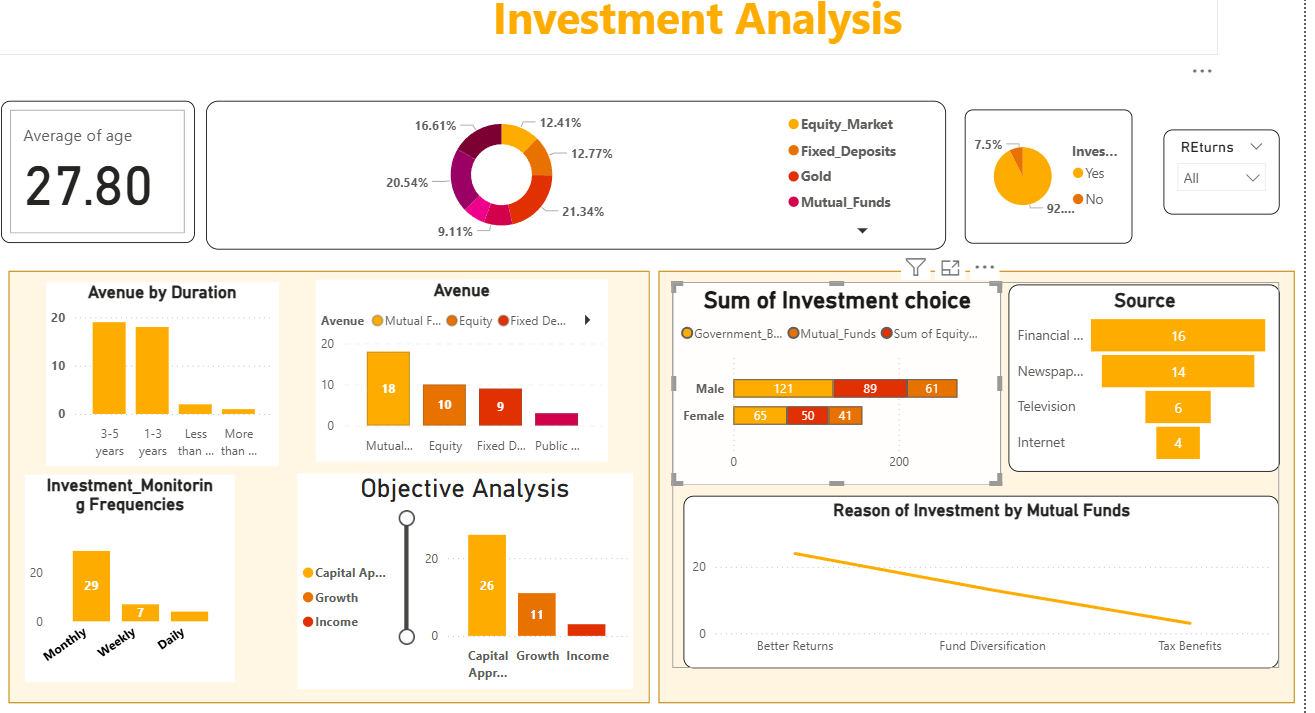 Investment Analysis
Average of age
27.80
16.61%
12.41%
12.77%
20.54%
21.34%
9.11%
Equity_Market
Fixed_Deposits
Gold
Mutual_Funds
7.5%
92....
Inves...
Yes
No
REturns
All
Avenue by Duration
20
10
0
3-5 years
1-3 years
Less than ...
More than ...
Avenue
Avenue Mutual F... Equity Fixed De...
20
10
0
18
10
9
Mutual... Equity Fixed D... Public ...
Investment_Monitorin
g Frequencies
20
0
29
7
Monthly
Weekly
Daily
Objective Analysis
Capital Ap...
Growth
Income
20
0
26
11
Capital Appr...
Growth
Income
Sum of Investment choice
Government_B... Mutual_Funds Sum of Equity...
Male 121 89 61
Female 65 50 41
0 200
Source
Financial ... 16
Newspap... 14
Television 6
Internet 4
Reason of Investment by Mutual Funds
20
0
Better Returns Fund Diversification Tax Benefits